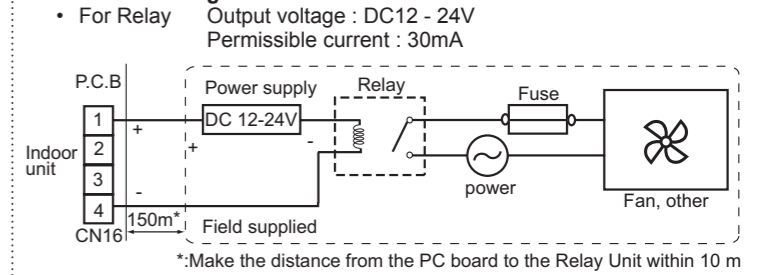 • For Relay Output voltage : DC12 - 24V
Permissible current : 30mA
P.C.B
Power supply
Relay
Fuse
1
DC 12-24V
+
+
-
Indoor
unit
2
3
-
4
power
Fan, other
150m*
Field supplied
CN16
*:Make the distance from the PC board to the Relay Unit within 10 m